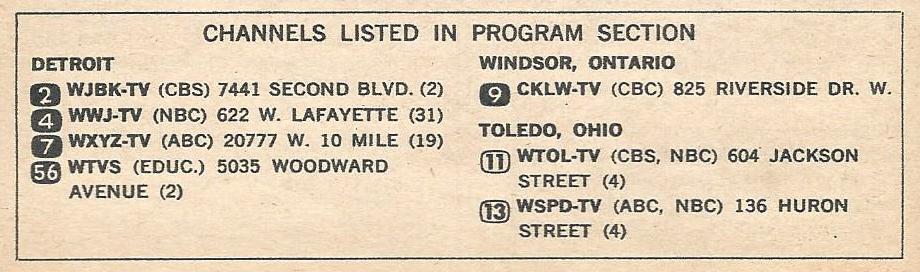 CHANNELS LISTED IN PROGRAM SECTION
DETROIT
2 WJBK-TV (CBS) 7441 SECOND BLVD. (2)
4 WWJ-TV (NBC) 622 W. LAFAYETTE (31)
7 WXYZ-TV (ABC) 20777 W. 10 MILE (19)
56 WTVS (EDUC.) 5035 WOODWARD
AVENUE (2)
WINDSOR, ONTARIO
9 CKLW-TV (CBC) 825 RIVERSIDE DR. W.
TOLEDO, OHIO
11 WTOL-TV (CBS, NBC) 604 JACKSON
STREET (4)
13 WSPD-TV (ABC, NBC) 136 HURON
STREET (4)